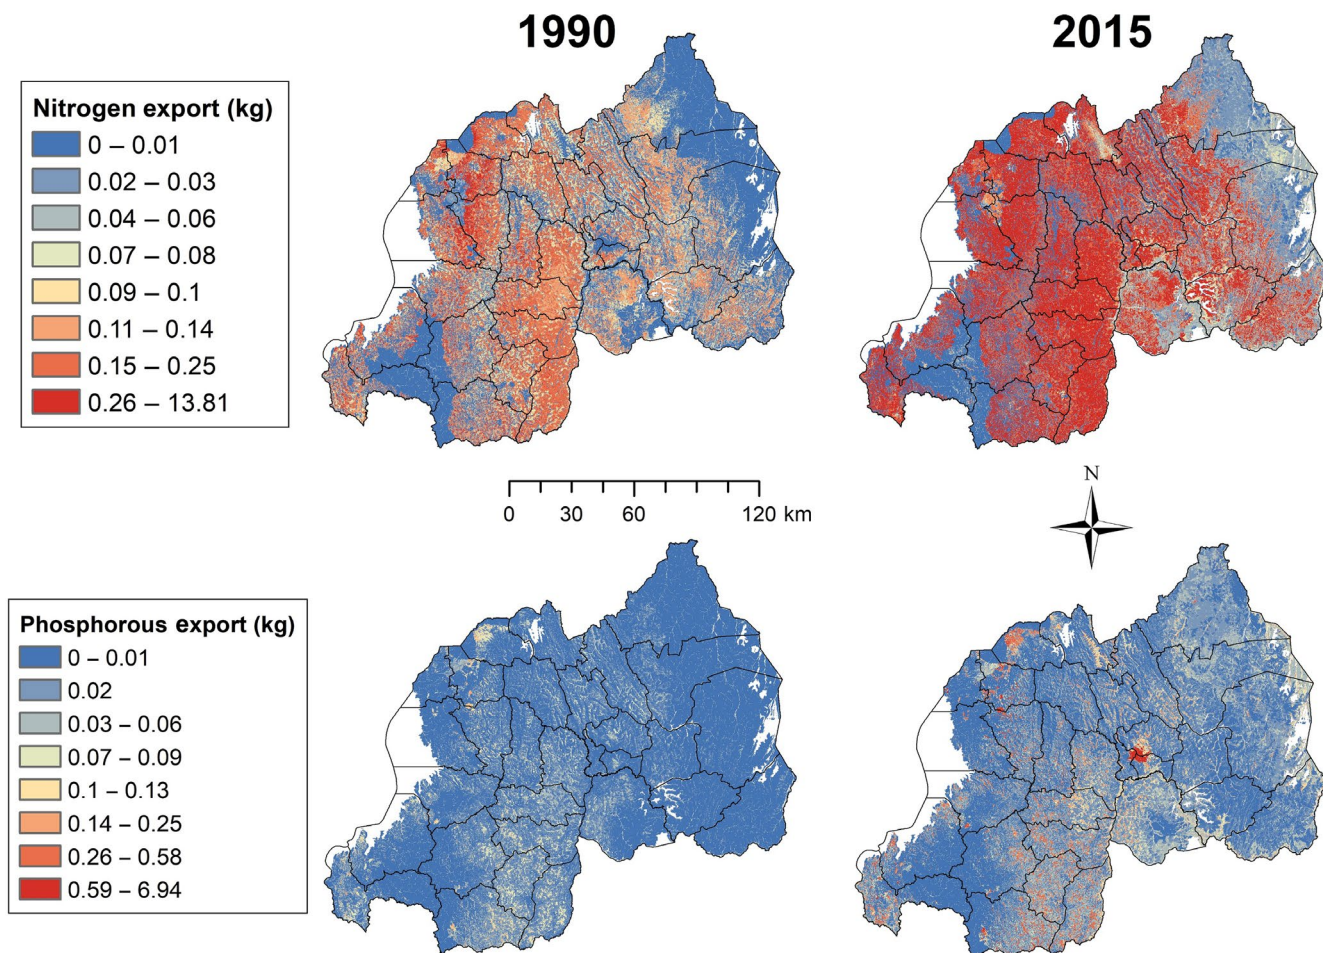 1990
2015
Nitrogen export (kg)
0 – 0.01
0.02 – 0.03
0.04 – 0.06
0.07 – 0.08
0.09 – 0.1
0.11 – 0.14
0.15 – 0.25
0.26 – 13.81
0 30 60 120 km
N
Phosphorous export (kg)
0 – 0.01
0.02
0.03 – 0.06
0.07 – 0.09
0.1 – 0.13
0.14 – 0.25
0.26 – 0.58
0.59 – 6.94